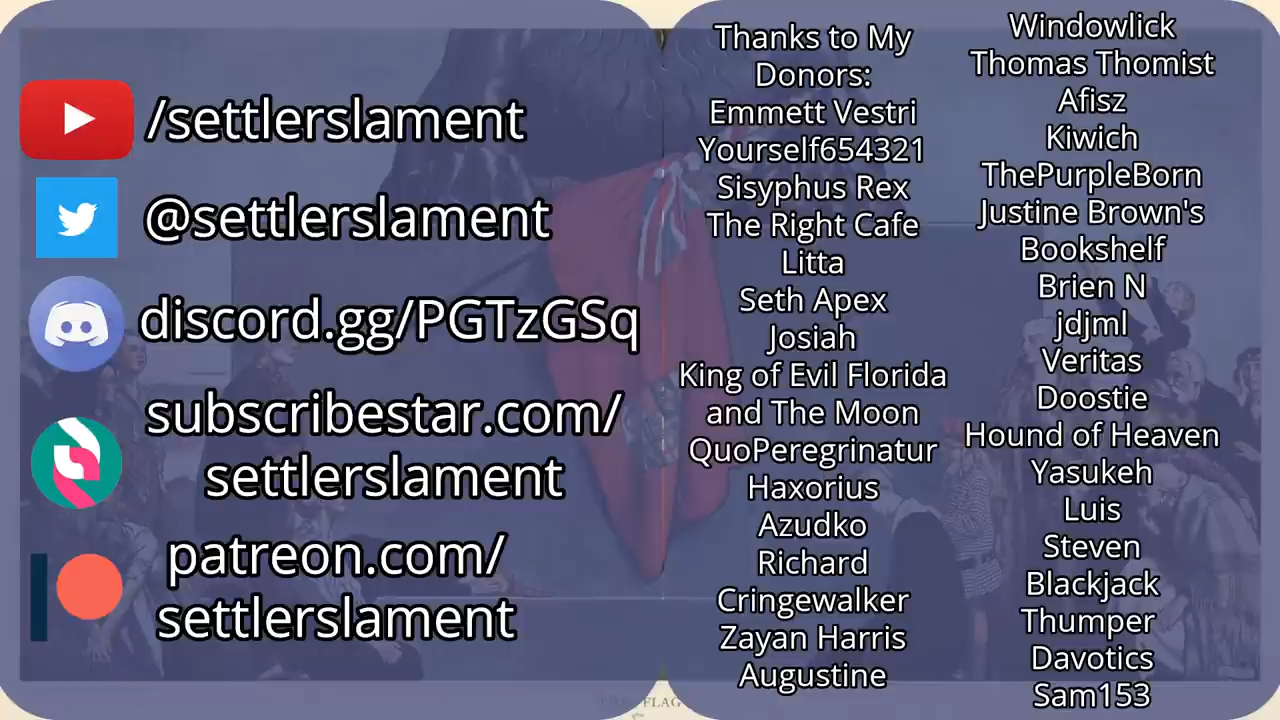 /settlerslament
@settlerslament
discord.gg/PGTzGSq
subscribestar.com/
settlerslament
patreon.com/
settlerslament
Thanks to My
Donors:
Emmett Vestri
Yourself654321
Sisyphus Rex
The Right Cafe
Litta
Seth Apex
Josiah
King of Evil Florida
and The Moon
QuoPeregrinatur
Haxorius
Azudko
Richard
Cringewalker
Zayan Harris
Augustine
Windowlick
Thomas Thomist
Afisz
Kiwich
ThePurpleBorn
Justine Brown's
Bookshelf
Brien N
jdjml
Veritas
Doostie
Hound of Heaven
Yasukeh
Luis
Steven
Blackjack
Thumper
Davotics
Sam153
FLAG